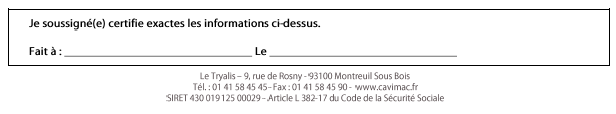 Je soussigné(e) certifie exactes les informations ci-dessus.
Fait à : ______________________________ Le ______________________________
Le Tryalis – 9, rue de Rosny - 93100 Montreuil Sous Bois
Tél. : 01 41 58 45 45 - Fax : 01 41 58 45 90 - www.cavimac.fr
SIRET 430 019 125 00029 - Article L 382-17 du Code de la Sécurité Sociale